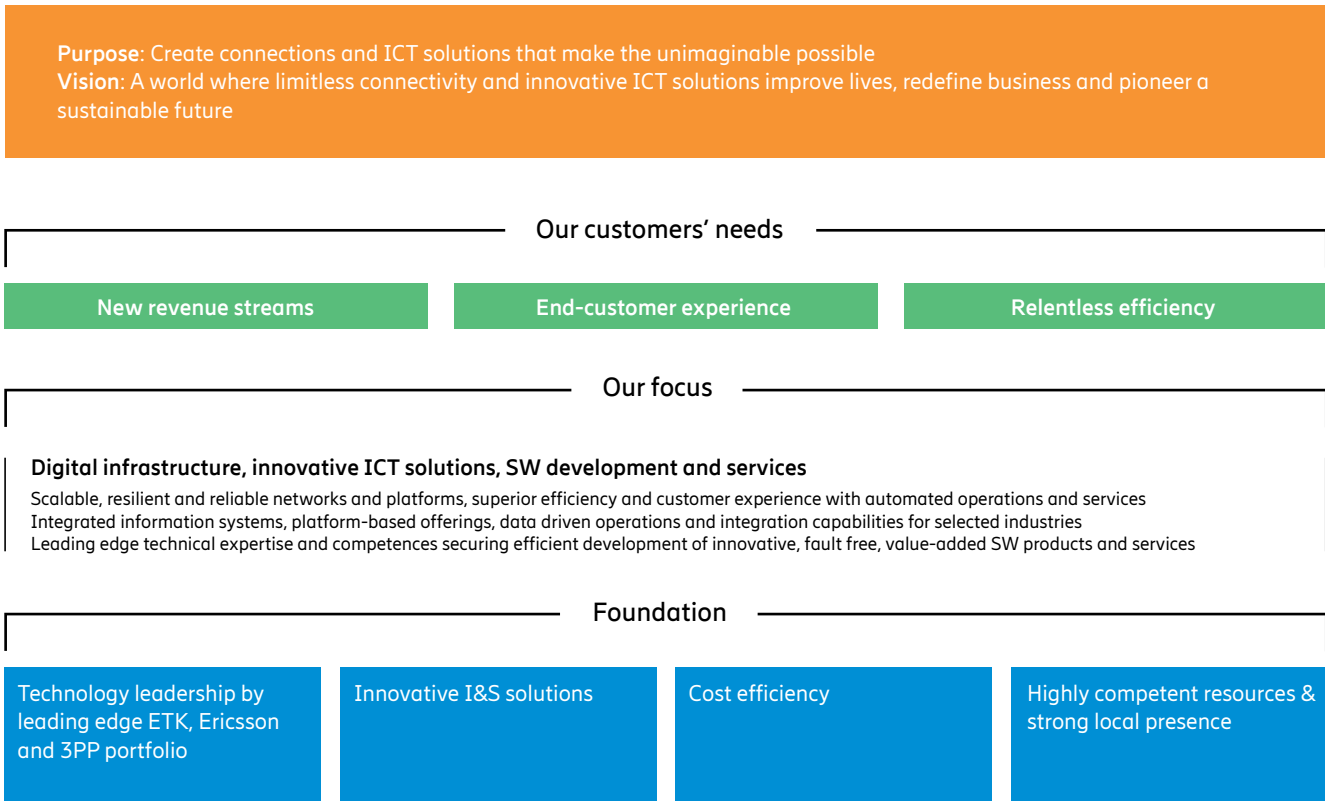 Purpose: Create connections and ICT solutions that make the unimaginable possible
Vision: A world where limitless connectivity and innovative ICT solutions improve lives, redefine business and pioneer a
sustainable future
Our customers’ needs
New revenue streams
End-customer experience
Relentless efficiency
Our focus
Digital infrastructure, innovative ICT solutions, SW development and services
Scalable, resilient and reliable networks and platforms, superior efficiency and customer experience with automated operations and services
Integrated information systems, platform-based offerings, data driven operations and integration capabilities for selected industries
Leading edge technical expertise and competences securing efficient development of innovative, fault free, value-added SW products and services
Foundation
Technology leadership by
leading edge ETK, Ericsson
and 3PP portfolio
Innovative I&S solutions
Cost efficiency
Highly competent resources &
strong local presence